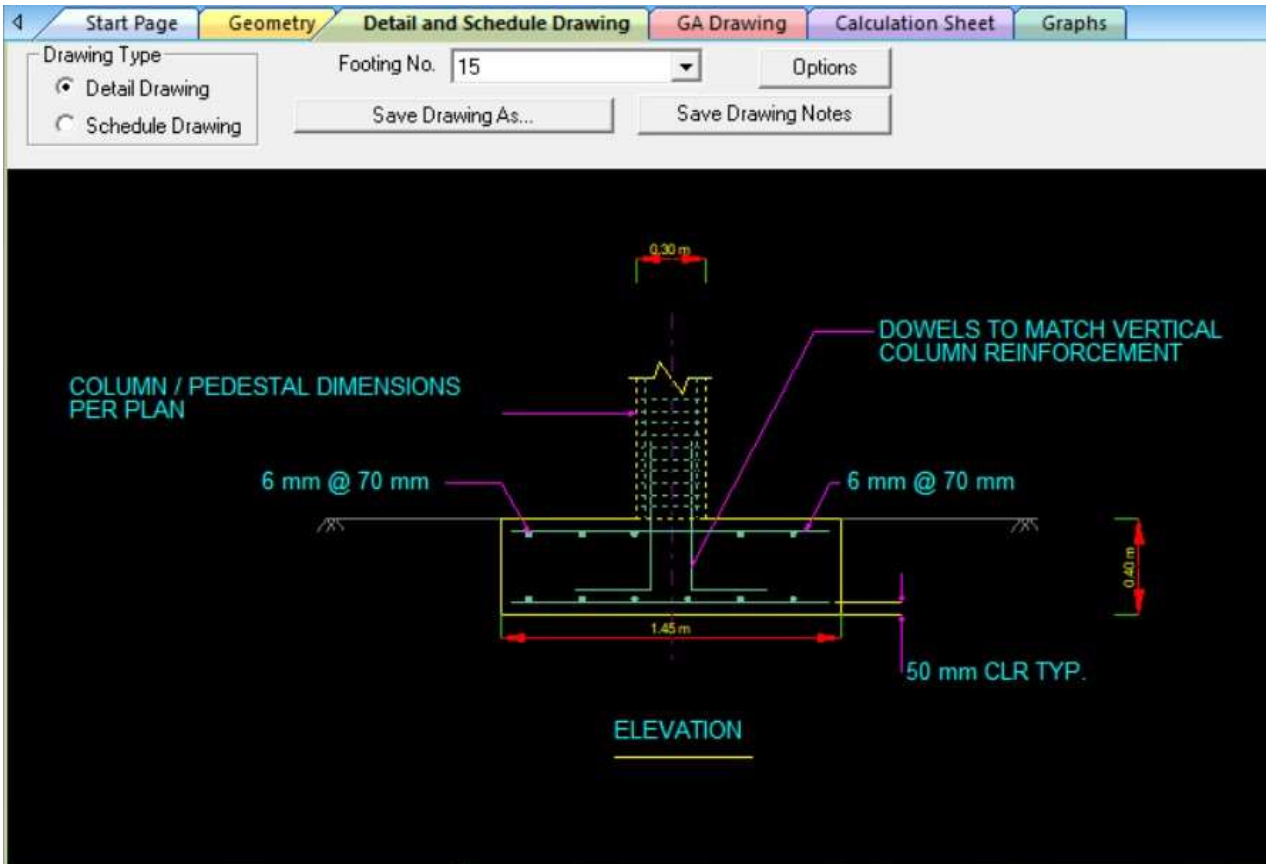 Start Page
Geometry
Detail and Schedule Drawing
GA Drawing
Calculation Sheet
Graphs
Drawing Type
Detail Drawing
Schedule Drawing
Footing No.
15
Options
Save Drawing As...
Save Drawing Notes
0.30 m
DOWELS TO MATCH VERTICAL
COLUMN REINFORCEMENT
COLUMN / PEDESTAL DIMENSIONS
PER PLAN
6 mm @ 70 mm
6 mm @ 70 mm
0.40 m
1.45 m
50 mm CLR TYP.
ELEVATION